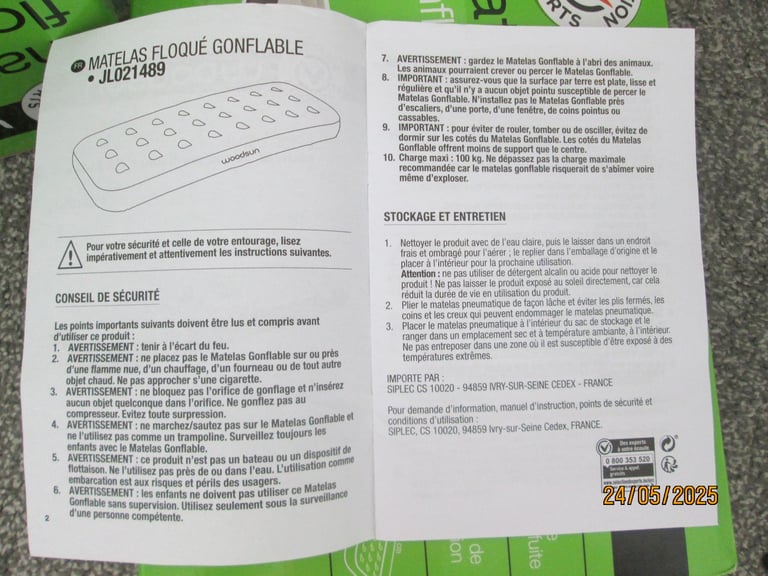 FR MATELAS FLOQUÉ GONFLABLE
• JL021489
woodsun
Pour votre sécurité et celle de votre entourage, lisez
impérativement et attentivement les instructions suivantes.
CONSEIL DE SÉCURITÉ
Les points importants suivants doivent être lus et compris avant
d'utiliser ce produit :
1. AVERTISSEMENT : tenir à l'écart du feu.
2. AVERTISSEMENT : ne placez pas le Matelas Gonflable sur ou près
d'une flamme nue, d'un chauffage, d'un fourneau ou de tout autre
objet chaud. Ne pas approcher s'une cigarette.
3. AVERTISSEMENT : ne bloquez pas l'orifice de gonflage et n'insérez
aucun objet quelconque dans l'orifice. Ne gonflez pas au
compresseur. Evitez toute surpression.
4. AVERTISSEMENT : ne marchez/sautez pas sur le Matelas Gonflable et
ne l'utilisez pas comme un trampoline. Surveillez toujours les
enfants avec le Matelas Gonflable.
5. AVERTISSEMENT : ce produit n'est pas un bateau ou un dispositif de
flottaison. Ne l'utilisez pas près de ou dans l'eau. L'utilisation comme
embarcation est aux risques et périls des usagers.
6. AVERTISSEMENT : les enfants ne doivent pas utiliser ce Matelas
Gonflable sans supervision. Utilisez seulement sous la surveillance
d'une personne compétente.
2
7. AVERTISSEMENT : gardez le Matelas Gonflable à l'abri des animaux.
Les animaux pourraient crever ou percer le Matelas Gonflable.
8. IMPORTANT : assurez-vous que la surface par terre est plate, lisse et
régulière et qu'il n'y a aucun objet pointu susceptible de percer le
Matelas Gonflable. N'installez pas le Matelas Gonflable près
d'escaliers, d'une porte, d'une fenêtre, de coins pointus ou
cassables.
9. IMPORTANT : pour éviter de rouler, tomber ou de osciller, évitez de
dormir sur les cotés du Matelas Gonflable. Les cotés du Matelas
Gonflable offrent moins de support que le centre.
10. Charge maxi : 100 kg. Ne dépassez pas la charge maximale
recommandée car le matelas gonflable risquerait de s'abimer voire
même d'exploser.
STOCKAGE ET ENTRETIEN
1. Nettoyer le produit avec de l'eau claire, puis le laisser dans un endroit
frais et ombragé pour l'aérer ; le replier dans l'emballage d'origine et le
placer à l'intérieur pour la prochaine utilisation.
Attention : ne pas utiliser de détergent alcalin ou acide pour nettoyer le
produit ! Ne pas laisser le produit exposé au soleil directement, car cela
réduit la durée de vie en utilisation du produit.
2. Plier le matelas pneumatique de façon lâche et éviter les plis fermés, les
coins et les creux qui peuvent endommager le matelas pneumatique.
3. Placer le matelas pneumatique à l'intérieur du sac de stockage et le
ranger dans un emplacement sec et à température ambiante, à l'intérieur.
Ne pas entreposer dans une zone où il est susceptible d'être exposé à des
températures extrêmes.
IMPORTE PAR :
SIPLEC CS 10020 - 94859 IVRY-SUR-SEINE CEDEX - FRANCE
Pour demande d'information, manuel d'instruction, points de sécurité et
conditions d'utilisation :
SIPLEC, CS 10020, 94859 Ivry-sur-Seine Cedex, FRANCE.
Des experts
à votre écoute
0 800 353 520
Service & appel
gratuits
24/05/2025
de
tion
fuite